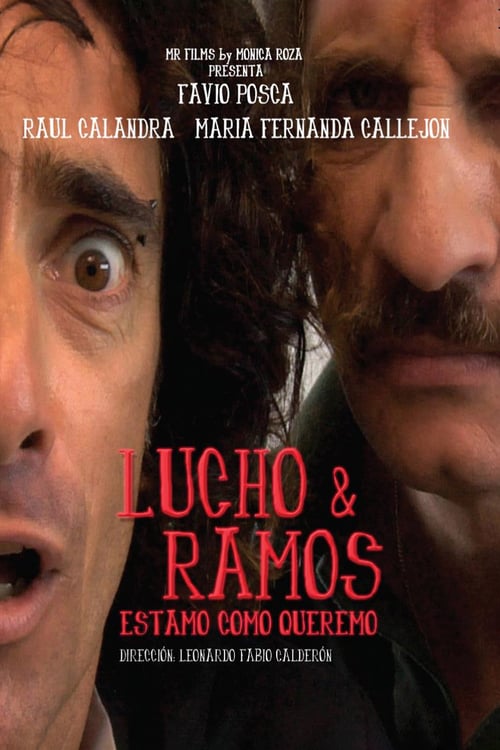 MR FILMS by MONICA ROZA
PRESENTA
FAVIO POSCA
RAUL CALANDRA MARIA FERNANDA CALLEJON
LUCHO &
RAMOS
ESTAMO COMO QUEREMO
DIRECCIÓN: LEONARDO FABIO CALDERÓN